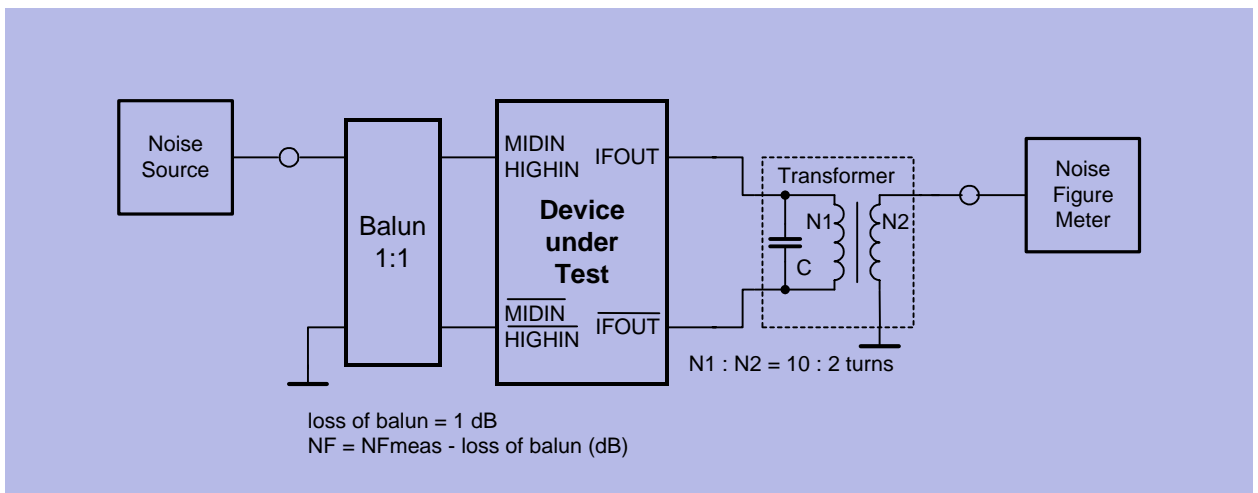 Noise
Source
Balun
1:1
MIDIN
HIGHIN
IFOUT
Device
under
Test
MIDIN
HIGHIN
IFOUT
Transformer
N1
N2
C
N1 : N2 = 10 : 2 turns
Noise
Figure
Meter
loss of balun = 1 dB
NF = NFmeas - loss of balun (dB)